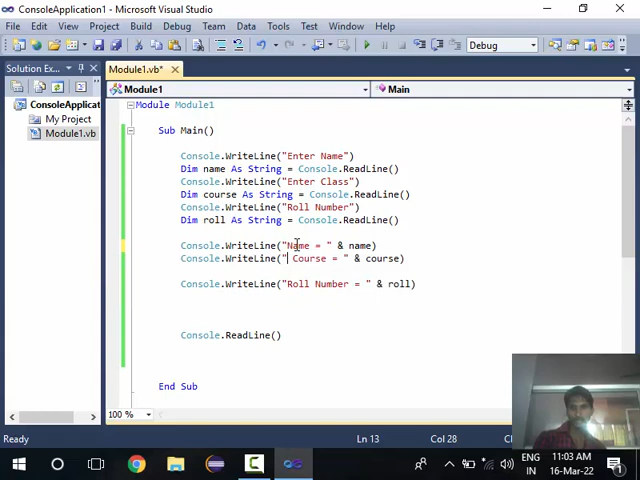 ConsoleApplication1 - Microsoft Visual Studio
File Edit View Project Build Debug Team Data Tools Test Window Help
Debug
Solution Ex...
Module1.vb*
ConsoleApplicat
My Project
Module1.vb
Module1
Main
Module Module1
Sub Main()
Console.WriteLine("Enter Name")
Dim name As String = Console.ReadLine()
Console.WriteLine("Enter Class")
Dim course As String = Console.ReadLine()
Console.WriteLine("Roll Number")
Dim roll As String = Console.ReadLine()
Console.WriteLine("Name = " & name)
Console.WriteLine(" Course = " & course)
Console.WriteLine("Roll Number = " & roll)
Console.ReadLine()
End Sub
100 %
Ready
Ln 13
Col 28
ENG
IN
11:03 AM
16-Mar-22
1